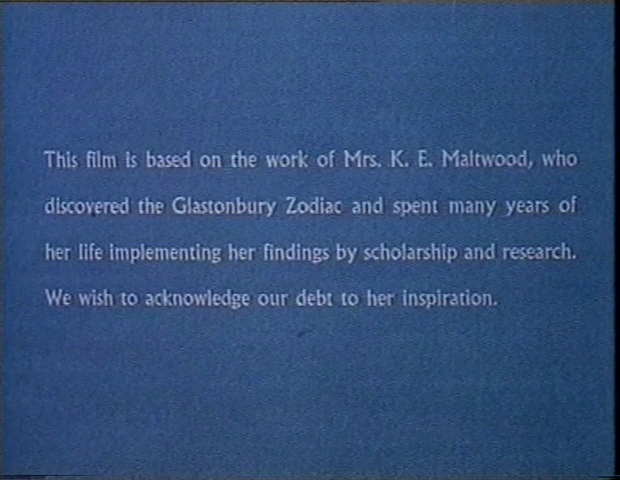 This film is based on the work of Mrs. K. E. Maltwood, who
discovered the Glastonbury Zodiac and spent many years of
her life implementing her findings by scholarship and research.
We wish to acknowledge our debt to her inspiration.